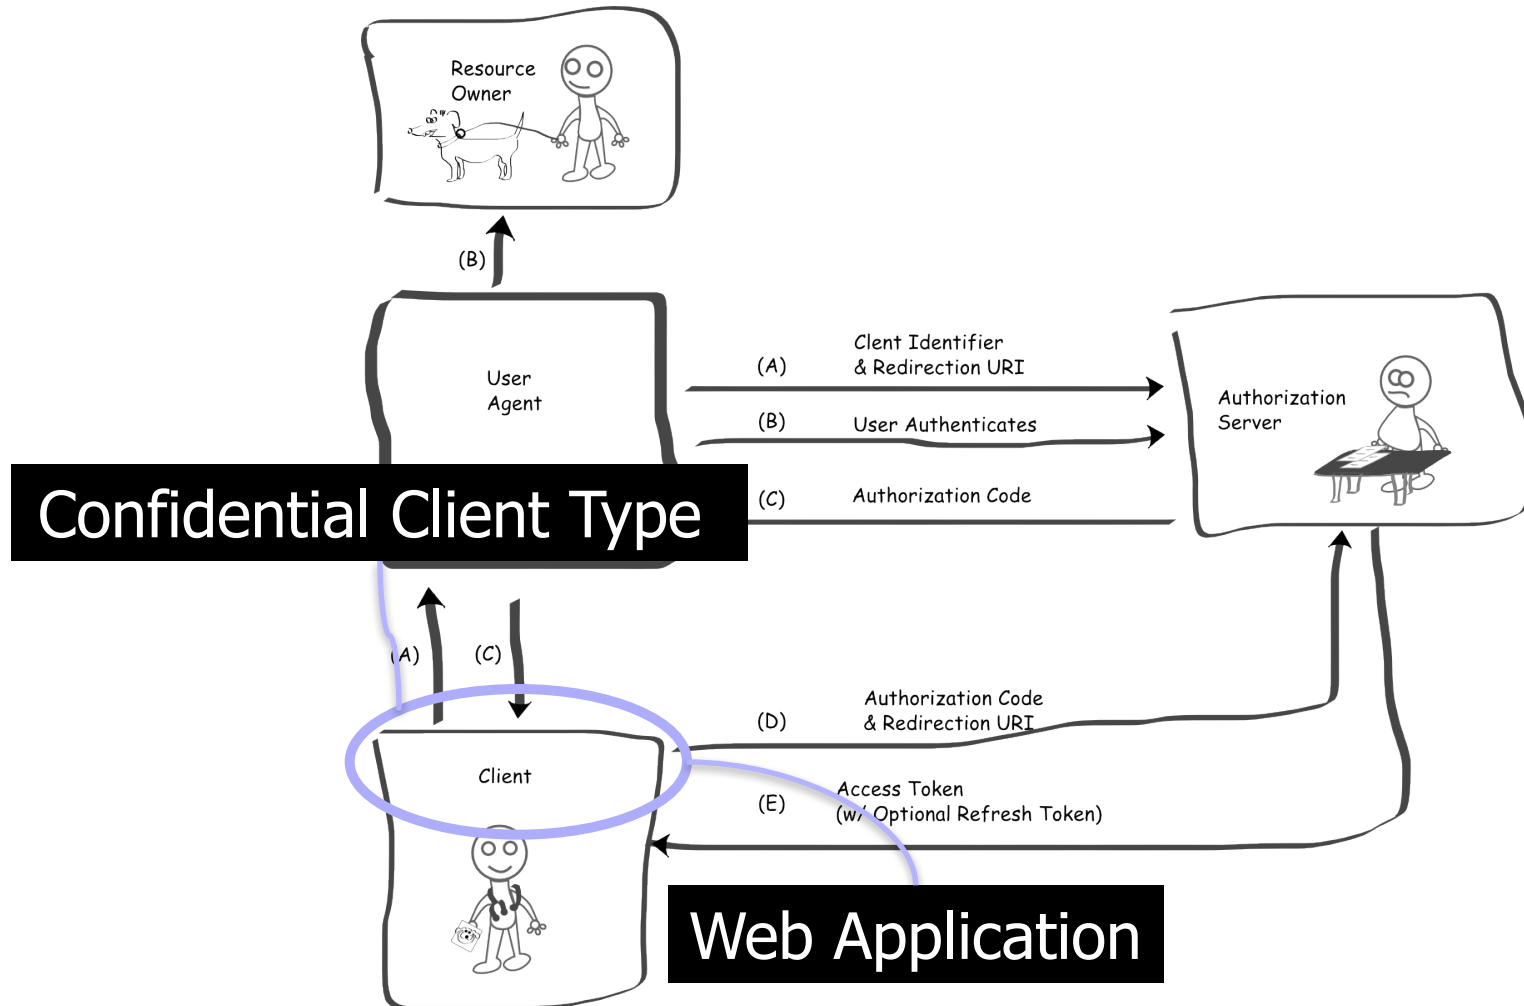 Resource
Owner
(B)
User
Agent
(A)
Clent Identifier
& Redirection URI
(B)
User Authenticates
(C)
Authorization Code
Authorization
Server
Confidential Client Type
(A)
(C)
Client
(D)
Authorization Code
& Redirection URI
(E)
Access Token
(w/ Optional Refresh Token)
Web Application